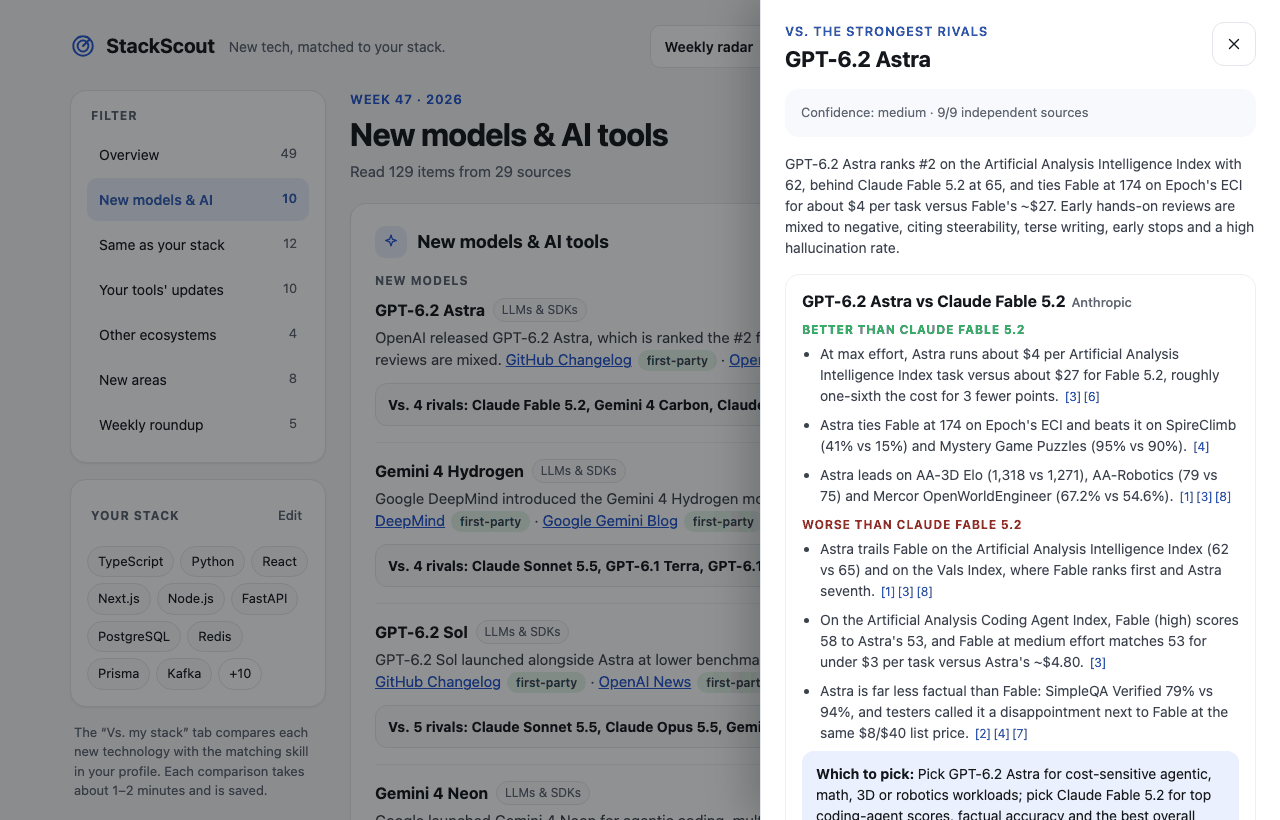 StackScout New tech, matched to your stack.
Weekly radar
FILTER
Overview 49
New models & AI 10
Same as your stack 12
Your tools' updates 10
Other ecosystems 4
New areas 8
Weekly roundup 5
YOUR STACK Edit
TypeScript Python React
Next.js Node.js FastAPI
PostgreSQL Redis
Prisma Kafka +10
The “Vs. my stack” tab compares each
new technology with the matching skill
in your profile. Each comparison takes
about 1–2 minutes and is saved.
WEEK 47 · 2026
New models & AI tools
Read 129 items from 29 sources
New models & AI tools
NEW MODELS
GPT-6.2 Astra LLMs & SDKs
OpenAI released GPT-6.2 Astra, which is ranked the #2 f
reviews are mixed. GitHub Changelog first-party · Ope
Vs. 4 rivals: Claude Fable 5.2, Gemini 4 Carbon, Claude
Gemini 4 Hydrogen LLMs & SDKs
Google DeepMind introduced the Gemini 4 Hydrogen mo
DeepMind first-party · Google Gemini Blog first-party
Vs. 4 rivals: Claude Sonnet 5.5, GPT-6.1 Terra, GPT-6.1
GPT-6.2 Sol LLMs & SDKs
GPT-6.2 Sol launched alongside Astra at lower benchma
GitHub Changelog first-party · OpenAI News first-part
Vs. 5 rivals: Claude Sonnet 5.5, Claude Opus 5.5, Gemi
Gemini 4 Neon LLMs & SDKs
VS. THE STRONGEST RIVALS
GPT-6.2 Astra
Confidence: medium · 9/9 independent sources
GPT-6.2 Astra ranks #2 on the Artificial Analysis Intelligence Index with
62, behind Claude Fable 5.2 at 65, and ties Fable at 174 on Epoch's ECI
for about $4 per task versus Fable's ~$27. Early hands-on reviews are
mixed to negative, citing steerability, terse writing, early stops and a high
hallucination rate.
GPT-6.2 Astra vs Claude Fable 5.2 Anthropic
BETTER THAN CLAUDE FABLE 5.2
• At max effort, Astra runs about $4 per Artificial Analysis
Intelligence Index task versus about $27 for Fable 5.2, roughly
one-sixth the cost for 3 fewer points. [3] [6]
• Astra ties Fable at 174 on Epoch's ECI and beats it on SpireClimb
(41% vs 15%) and Mystery Game Puzzles (95% vs 90%). [4]
• Astra leads on AA-3D Elo (1,318 vs 1,271), AA-Robotics (79 vs
75) and Mercor OpenWorldEngineer (67.2% vs 54.6%). [1] [3] [8]
WORSE THAN CLAUDE FABLE 5.2
• Astra trails Fable on the Artificial Analysis Intelligence Index (62
vs 65) and on the Vals Index, where Fable ranks first and Astra
seventh. [1] [3] [8]
• On the Artificial Analysis Coding Agent Index, Fable (high) scores
58 to Astra's 53, and Fable at medium effort matches 53 for
under $3 per task versus Astra's ~$4.80. [3]
• Astra is far less factual than Fable: SimpleQA Verified 79% vs
94%, and testers called it a disappointment next to Fable at the
same $8/$40 list price. [2] [4] [7]
Which to pick: Pick GPT-6.2 Astra for cost-sensitive agentic,
math, 3D or robotics workloads; pick Claude Fable 5.2 for top
coding-agent scores, factual accuracy and the best overall